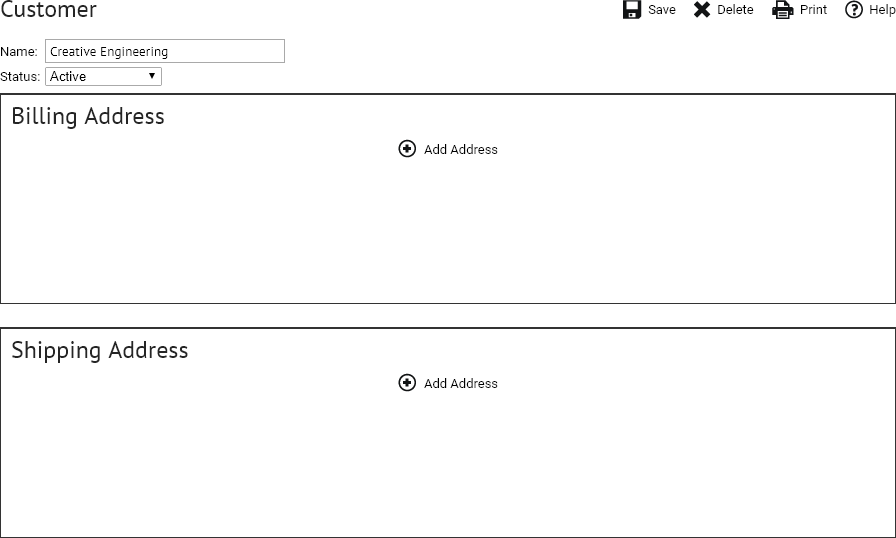 Customer
Save Delete Print Help
Name: Creative Engineering
Status: Active
Billing Address
Add Address
Shipping Address
Add Address